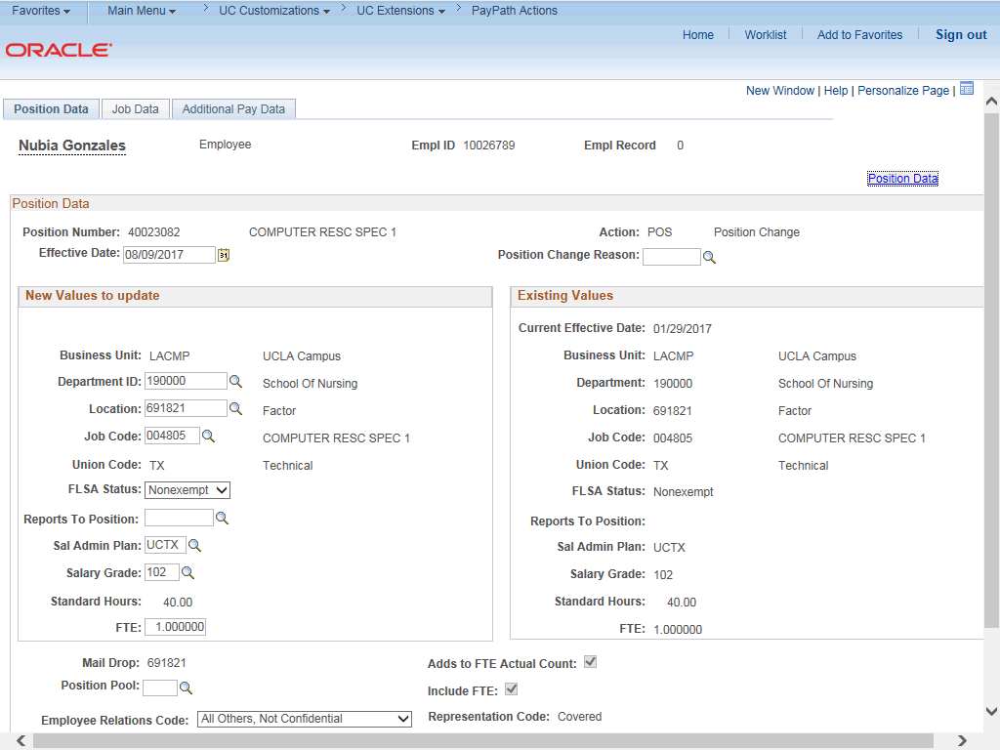 Favorites Main Menu > UC Customizations > UC Extensions > PayPath Actions
Home Worklist Add to Favorites Sign out
ORACLE
New Window | Help | Personalize Page |
Position Data Job Data Additional Pay Data
Nubia Gonzales Employee Empl ID 10026789 Empl Record 0
Position Data
Position Data
Position Number: 40023082 COMPUTER RESC SPEC 1 Action: POS Position Change
Effective Date: 08/09/2017 31 Position Change Reason:
New Values to update Existing Values
Current Effective Date: 01/29/2017
Business Unit: LACMP UCLA Campus Business Unit: LACMP UCLA Campus
Department ID: 190000 School Of Nursing Department: 190000 School Of Nursing
Location: 691821 Factor Location: 691821 Factor
Job Code: 004805 COMPUTER RESC SPEC 1 Job Code: 004805 COMPUTER RESC SPEC 1
Union Code: TX Technical Union Code: TX Technical
FLSA Status: Nonexempt FLSA Status: Nonexempt
Reports To Position: Reports To Position:
Sal Admin Plan: UCTX Sal Admin Plan: UCTX
Salary Grade: 102 Salary Grade: 102
Standard Hours: 40.00 Standard Hours: 40.00
FTE: 1.000000 FTE: 1.000000
Mail Drop: 691821 Adds to FTE Actual Count:
Position Pool: Include FTE:
Employee Relations Code: All Others, Not Confidential Representation Code: Covered